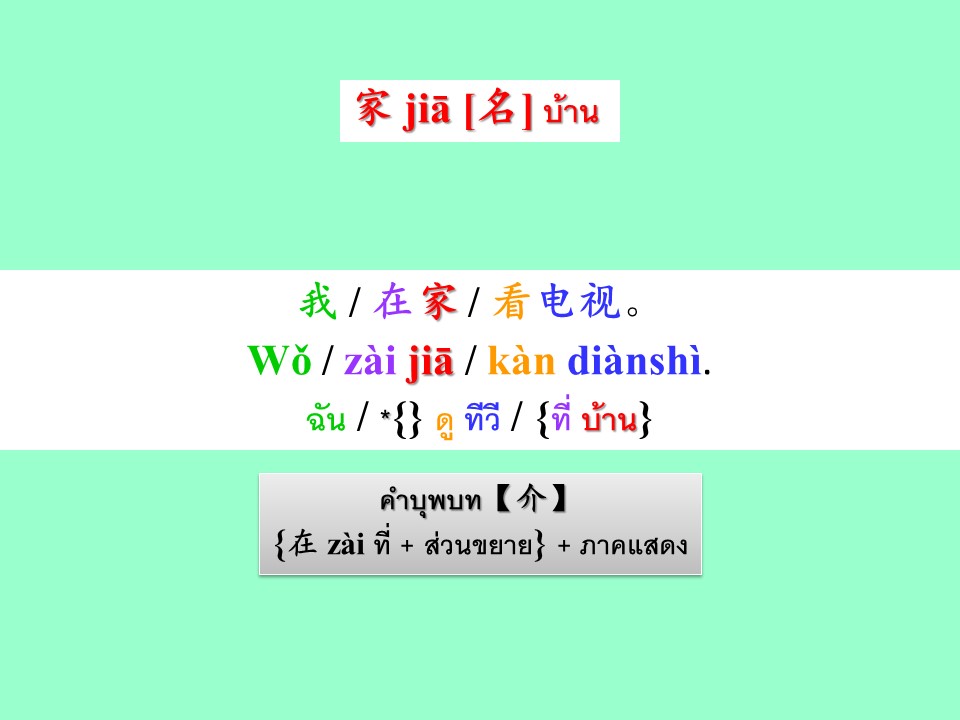 家 jiā [名] บ้าน
我 / 在家 / 看电视。
Wǒ / zài jiā / kàn diànshì.
ฉัน / *{} ดู ทีวี / {ที่ บ้าน}
คำบุพบท【介】
{在 zài ที่ + ส่วนขยาย} + ภาคแสดง